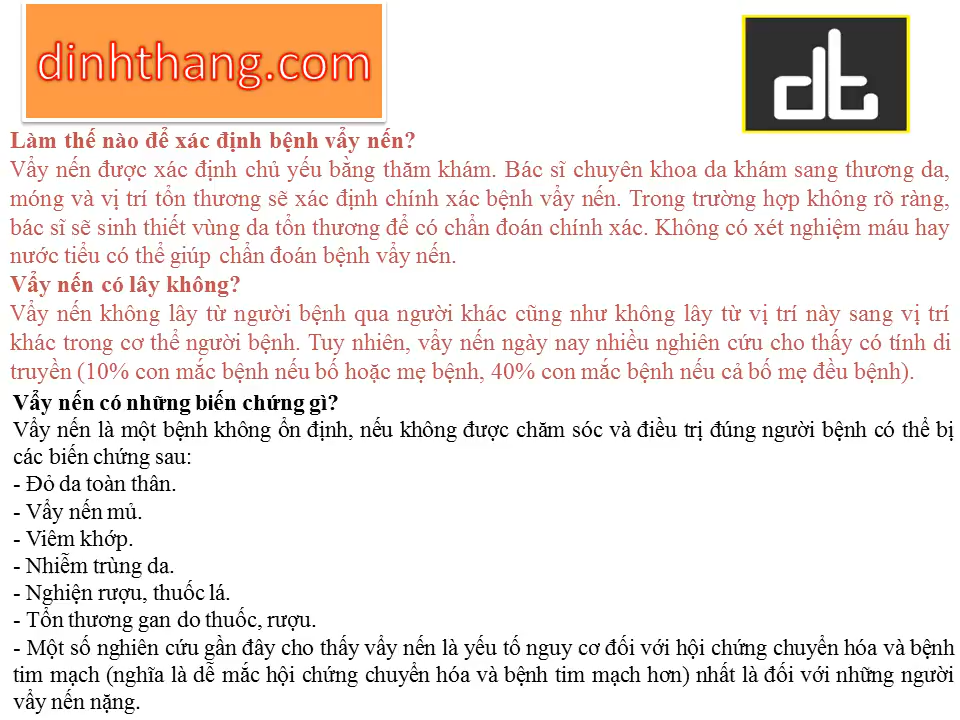 dinhthang.com
dt
Làm thế nào để xác định bệnh vẩy nến?
Vẩy nến được xác định chủ yếu bằng thăm khám. Bác sĩ chuyên khoa da khám sang thương da,
móng và vị trí tổn thương sẽ xác định chính xác bệnh vảy nến. Trong trường hợp không rõ ràng,
bác sĩ sẽ sinh thiết vùng da tổn thương để có chẩn đoán chính xác. Không có xét nghiệm máu hay
nước tiểu có thể giúp chẩn đoán bệnh vẩy nến.
Vẩy nến có lây không?
Vẩy nến không lây từ người bệnh qua người khác cũng như không lây từ vị trí này sang vị trí
khác trong cơ thể người bệnh. Tuy nhiên, vẩy nến ngày nay nhiều nghiên cứu cho thấy có tính di
truyền (10% con mắc bệnh nếu bố hoặc mẹ bệnh, 40% con mắc bệnh nếu cả bố mẹ đều bệnh).
Vẩy nến có những biến chứng gì?
Vẩy nến là một bệnh không ổn định, nếu không được chăm sóc và điều trị đúng người bệnh có thể bị
các biến chứng sau:
- Đỏ da toàn thân.
- Vẩy nến mủ.
- Viêm khớp.
- Nhiễm trùng da.
- Nghiện rượu, thuốc lá.
- Tổn thương gan do thuốc, rượu.
- Một số nghiên cứu gần đây cho thấy vẩy nến là yếu tố nguy cơ đối với hội chứng chuyển hóa và bệnh
tim mạch (nghĩa là dễ mắc hội chứng chuyển hóa và bệnh tim mạch hơn) nhất là đối với những người
vẩy nến nặng.